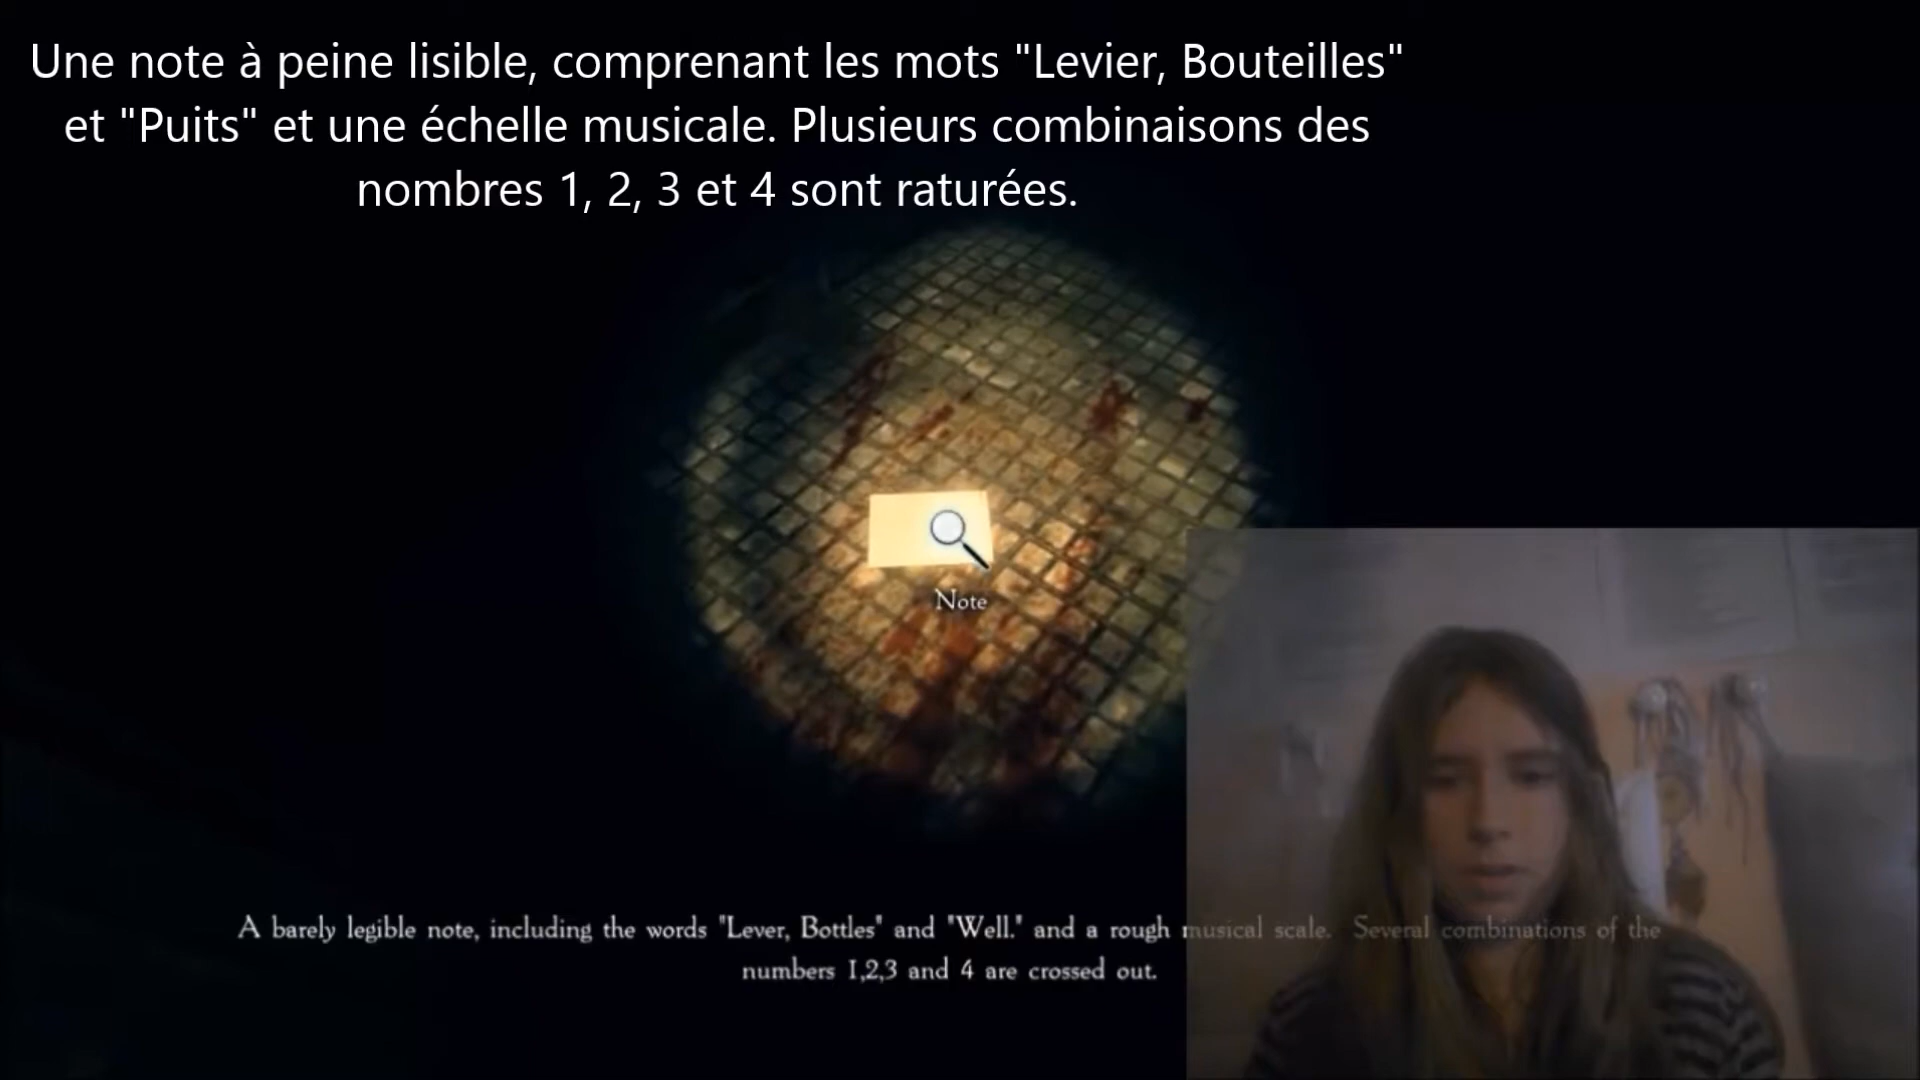 Une note à peine lisible, comprenant les mots "Levier, Bouteilles"
et "Puits" et une échelle musicale. Plusieurs combinaisons des
nombres 1, 2, 3 et 4 sont raturées.
Note
A barely legible note, including the words "Lever, Bottles" and "Well." and a rough musical scale. Several combinations of the
numbers 1,2,3 and 4 are crossed out.